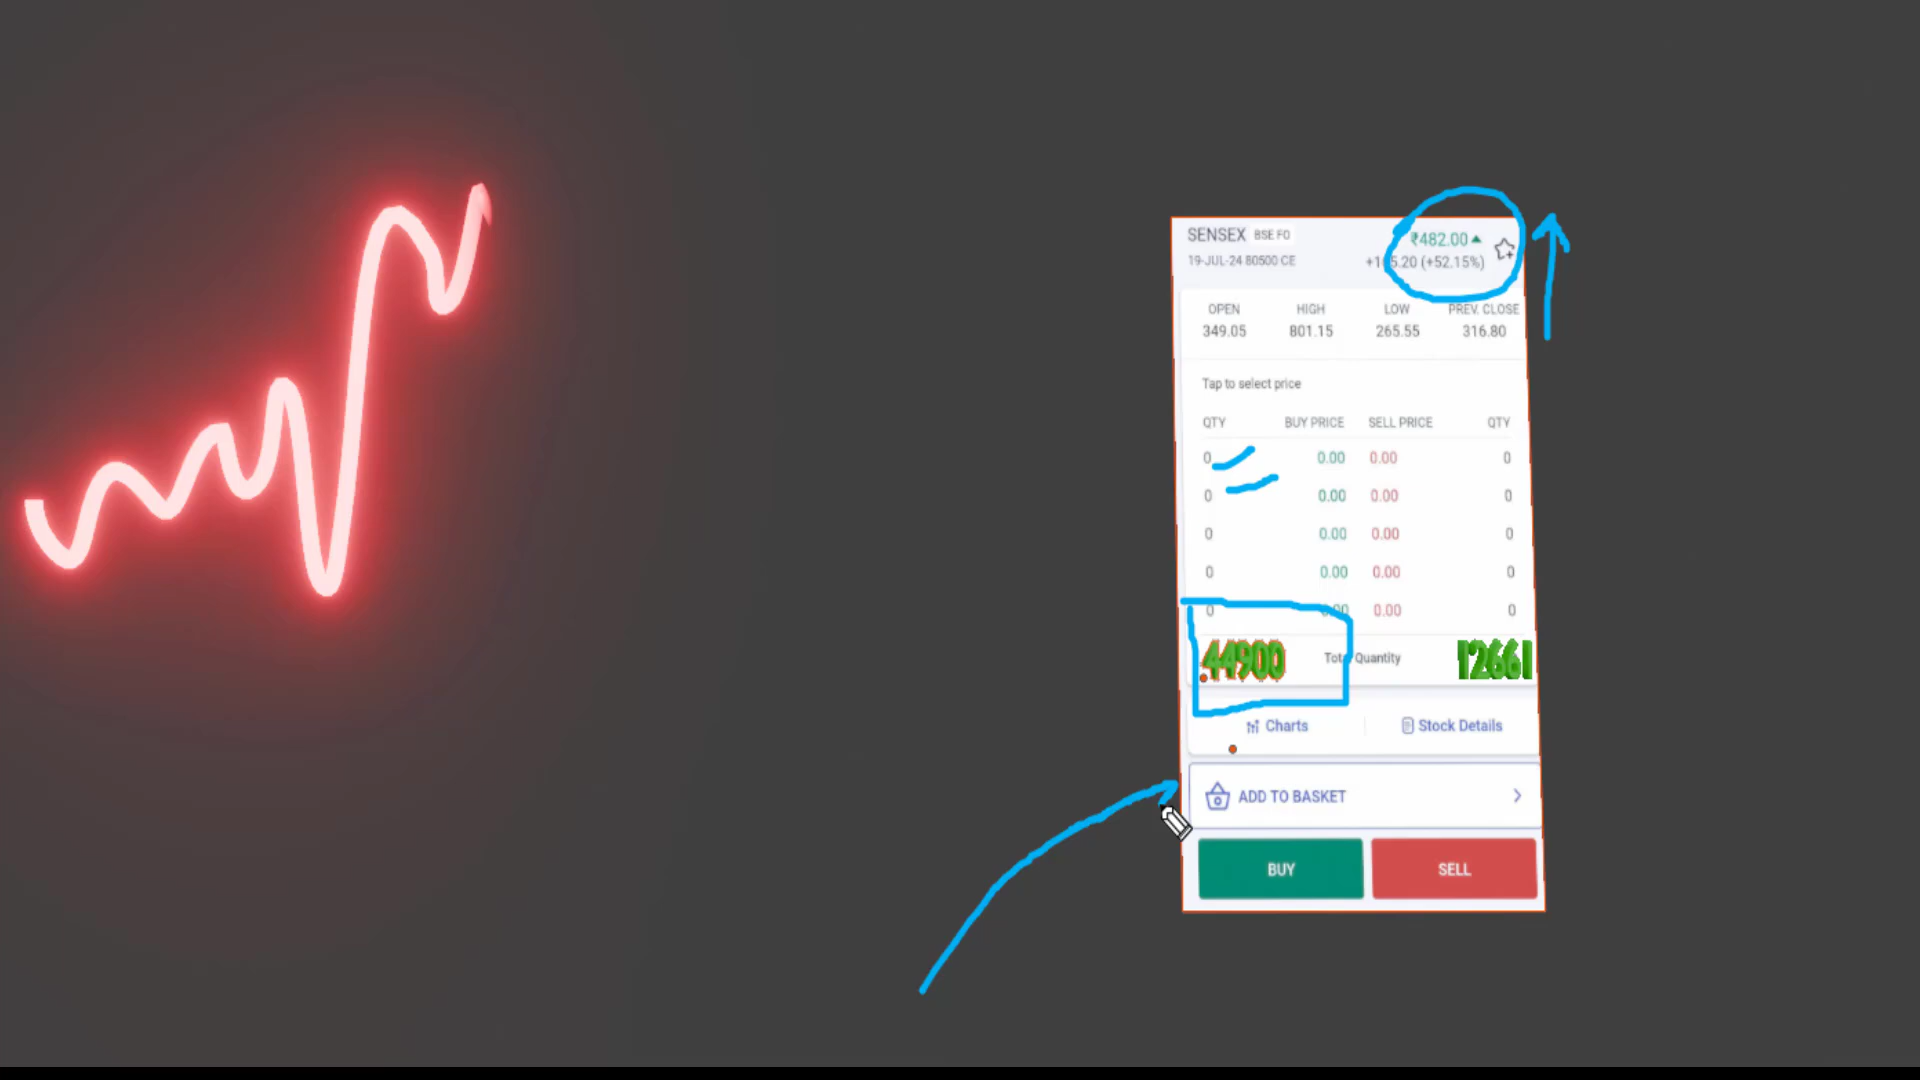 SENSEX BSE FO ₹482.00
19-JUL-24 80500 CE 5.20 (+52.15%)
OPEN HIGH LOW PREV. CLOSE
349.05 801.15 265.55 316.80
Tap to select price
QTY BUY PRICE SELL PRICE QTY
0 0.00 0.00 0
0 0.00 0.00 0
0 0.00 0.00 0
0 0.00 0.00 0
0 0.00 0.00 0
44900 Total Quantity 12661
Charts Stock Details
ADD TO BASKET
BUY SELL